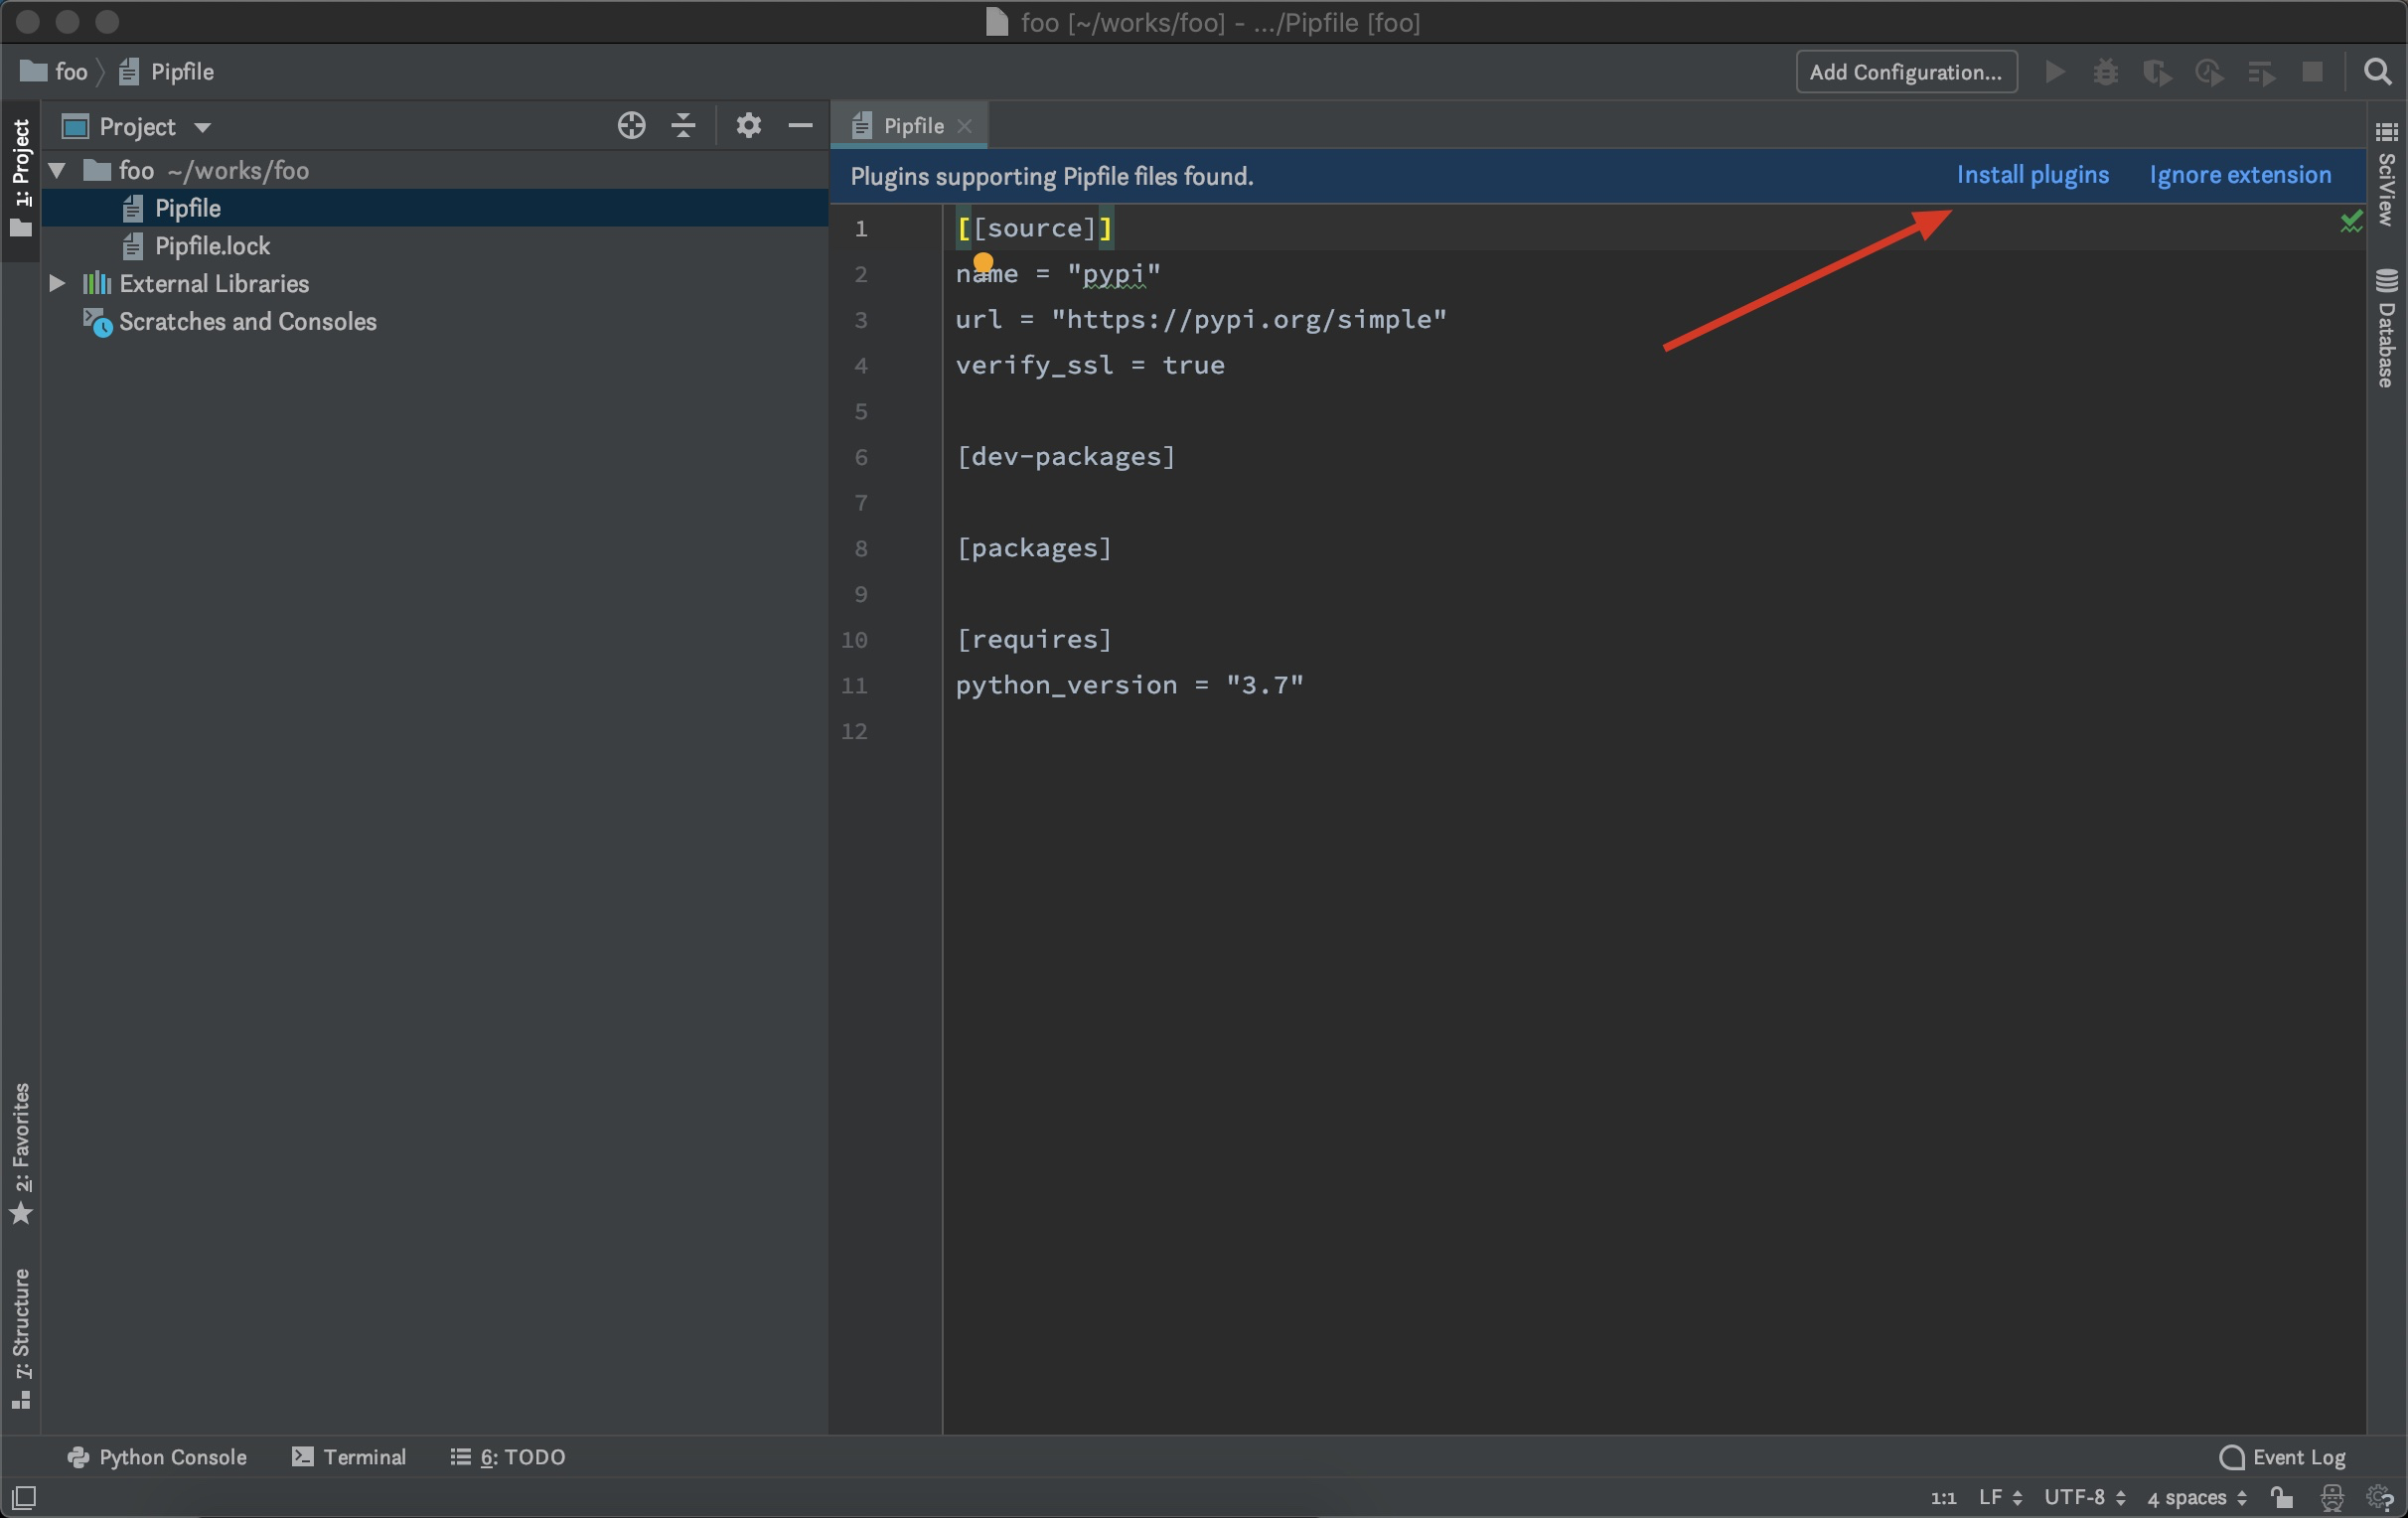 foo [~/works/foo] - .../Pipfile [foo]
foo Pipfile
Add Configuration...
1: Project
Project
foo ~/works/foo
Pipfile
Pipfile.lock
External Libraries
Scratches and Consoles
Pipfile
Plugins supporting Pipfile files found.
Install plugins Ignore extension
1 [[source]]
2 name = "pypi"
3 url = "https://pypi.org/simple"
4 verify_ssl = true
5
6 [dev-packages]
7
8 [packages]
9
10 [requires]
11 python_version = "3.7"
12
SciView
Database
2: Favorites
7: Structure
Python Console Terminal 6: TODO Event Log
1:1 LF UTF-8 4 spaces